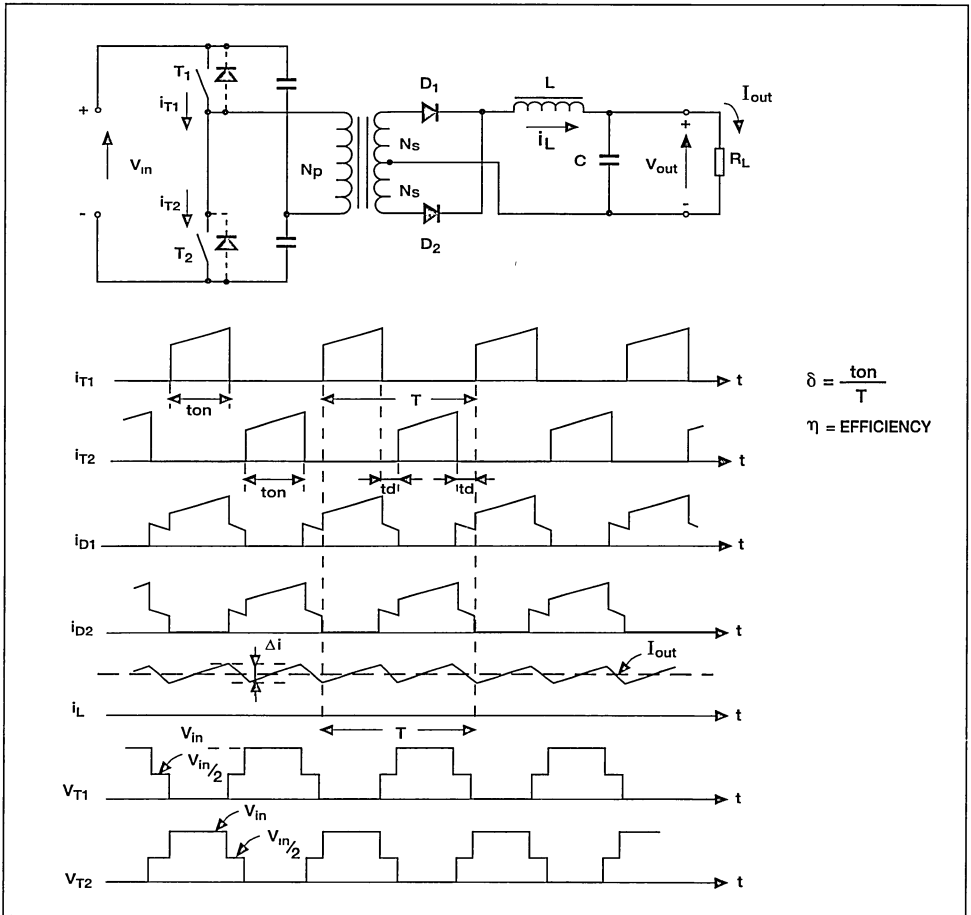 T1
D1
L
Iout
iT1
+
iL
+
Ns
Vin
Np
C
Vout
RL
Ns
iT2
-
-
T2
D2
iT1
t
ton
T
δ = ton
T
η = EFFICIENCY
iT2
t
ton
td
td
iD1
t
iD2
t
Δi
Iout
iL
t
T
Vin
Vin/2
VT1
t
Vin
Vin/2
VT2
t